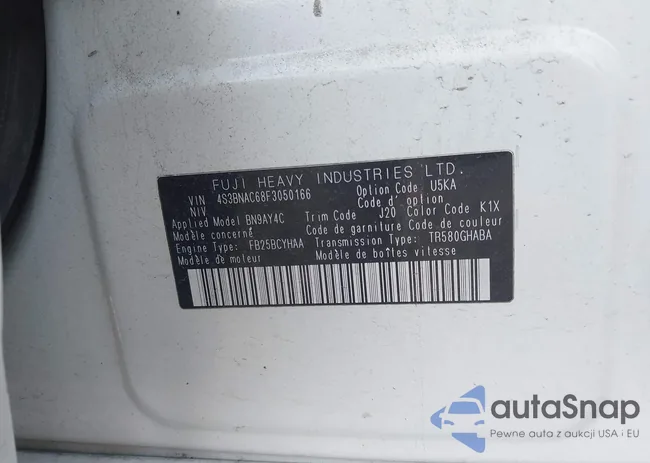 FUJI HEAVY INDUSTRIES LTD.
VIN 4S3BNAC68F3050166 Option Code U5KA
NIV Code d' option
Applied Model BN9AY4C Trim Code J20 Color Code K1X
Modèle concerné Code de garniture Code de couleur
Engine Type FB25BCYHAA Transmission Type TR580GHABA
Modèle de moteur Modèle de boîtes vitesse
autaSnap
Pewne auta z aukcji USA i EU